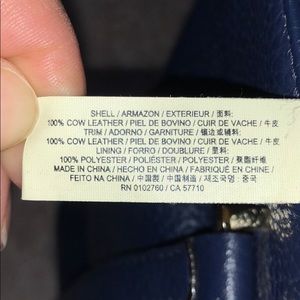 SHELL / ARMAZON / EXTERIEUR / 面料:
100% COW LEATHER / PIEL DE BOVINO / CUIR DE VACHE / 牛皮
TRIM / ADORNO / GARNITURE / 镶边或辅料:
100% COW LEATHER / PIEL DE BOVINO / CUIR DE VACHE / 牛皮
LINING / FORRO / DOUBLURE / 里料:
100% POLYESTER / POLIÉSTER / POLYESTER / 聚酯纤维
MADE IN CHINA / HECHO EN CHINA / FABRIQUÉ EN CHINE /
FEITO NA CHINA / 中国製 / 中国制造 / 제조국명 : 중국
RN 0102760 / CA 57710